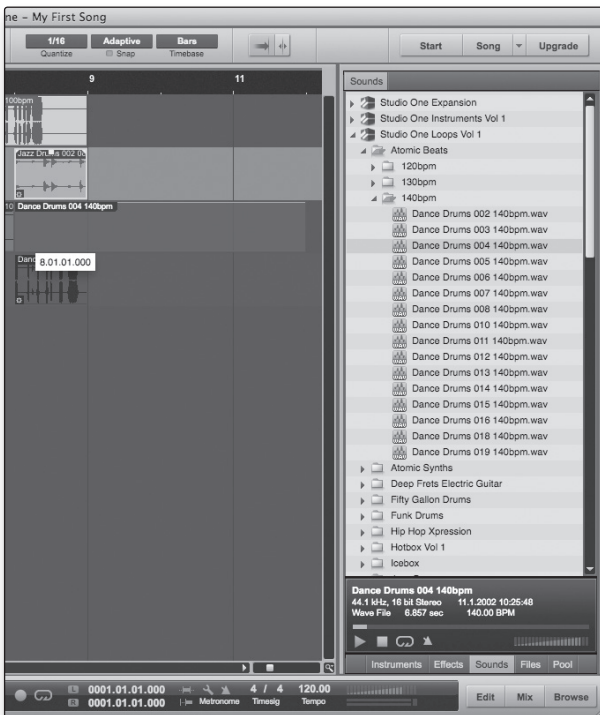 ne – My First Song
1/16 Adaptive Bars Start Song Upgrade
Quantize Snap Timebase
9 11
Sounds
100bpm
Studio One Expansion
Studio One Instruments Vol 1
Studio One Loops Vol 1
Jazz Drums 002
Atomic Beats
120bpm
130bpm
10 Dance Drums 004 140bpm
140bpm
Dance Drums 002 140bpm.wav
Dance Drums 003 140bpm.wav
Dance Drums 004 140bpm.wav
Danc 8.01.01.000
Dance Drums 005 140bpm.wav
Dance Drums 006 140bpm.wav
Dance Drums 007 140bpm.wav
Dance Drums 008 140bpm.wav
Dance Drums 010 140bpm.wav
Dance Drums 011 140bpm.wav
Dance Drums 012 140bpm.wav
Dance Drums 013 140bpm.wav
Dance Drums 014 140bpm.wav
Dance Drums 015 140bpm.wav
Dance Drums 016 140bpm.wav
Dance Drums 018 140bpm.wav
Dance Drums 019 140bpm.wav
Atomic Synths
Deep Frets Electric Guitar
Fifty Gallon Drums
Funk Drums
Hip Hop Xpression
Hotbox Vol 1
Icebox
Dance Drums 004 140bpm
44.1 kHz, 16 bit Stereo 11.1.2002 10:25:48
Wave File 6.857 sec 140.00 BPM
Instruments Effects Sounds Files Pool
L 0001.01.01.000 4 / 4 120.00
R 0001.01.01.000 Metronome Timesig Tempo
Edit Mix Browse